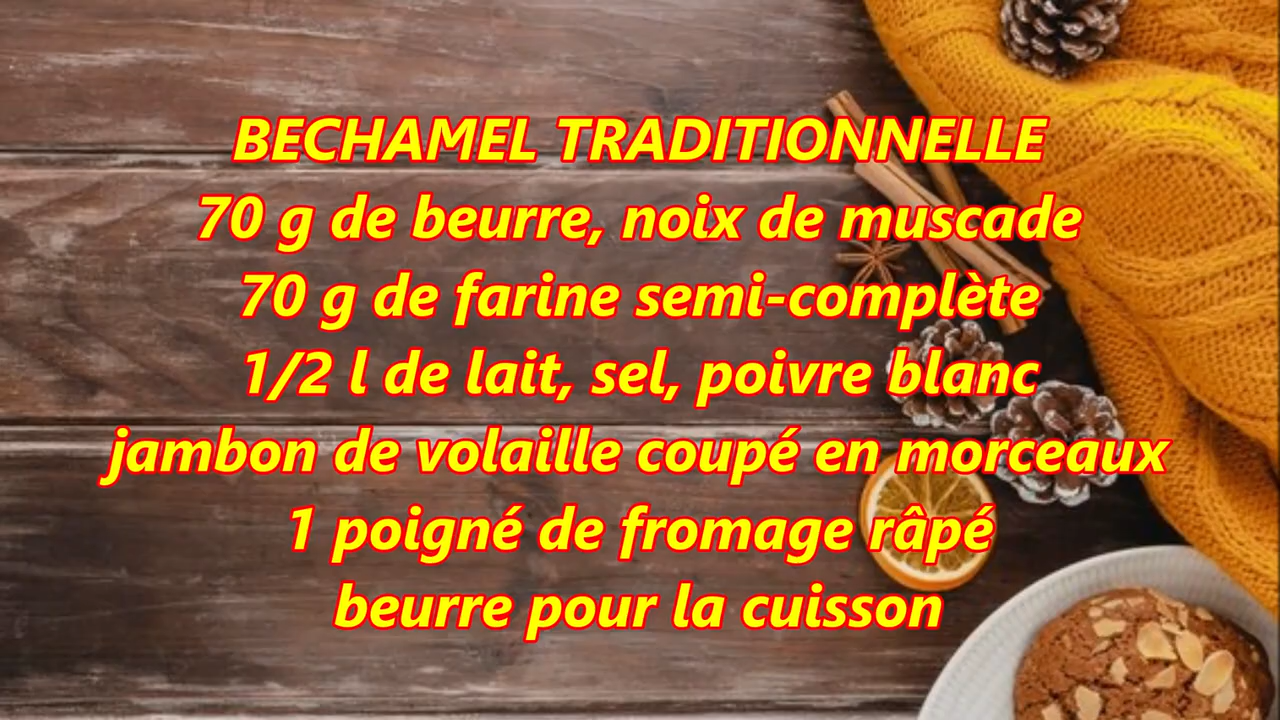 BECHAMEL TRADITIONNELLE
70 g de beurre, noix de muscade
70 g de farine semi-complète
1/2 l de lait, sel, poivre blanc
jambon de volaille coupé en morceaux
1 poigné de fromage râpé
beurre pour la cuisson